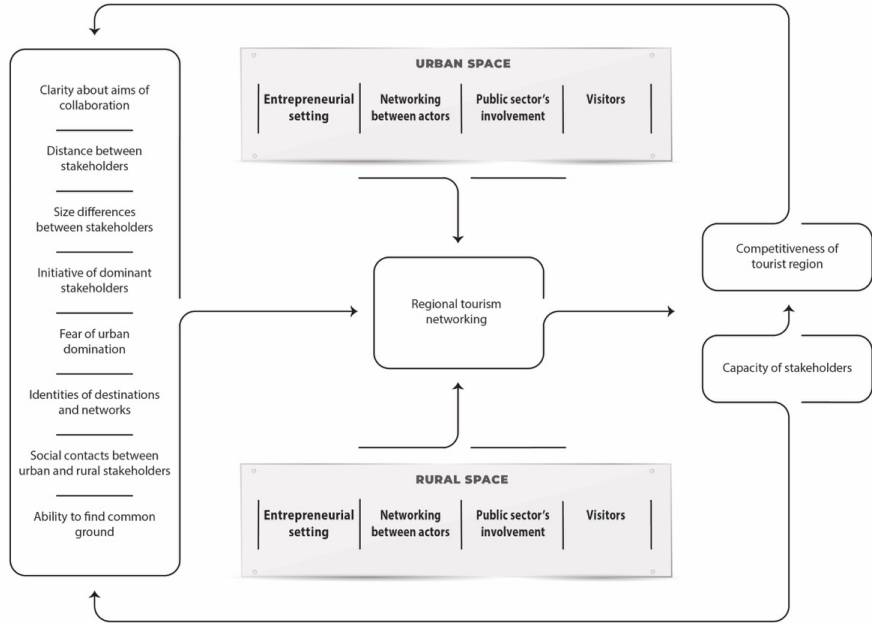 Clarity about aims of
collaboration
Distance between
stakeholders
Size differences
between stakeholders
Initiative of dominant
stakeholders
Fear of urban
domination
Identities of destinations
and networks
Social contacts between
urban and rural stakeholders
Ability to find common
ground
URBAN SPACE
Entrepreneurial
setting
Networking
between actors
Public sector's
involvement
Visitors
Regional tourism
networking
RURAL SPACE
Entrepreneurial
setting
Networking
between actors
Public sector's
involvement
Visitors
Competitiveness of
tourist region
Capacity of stakeholders